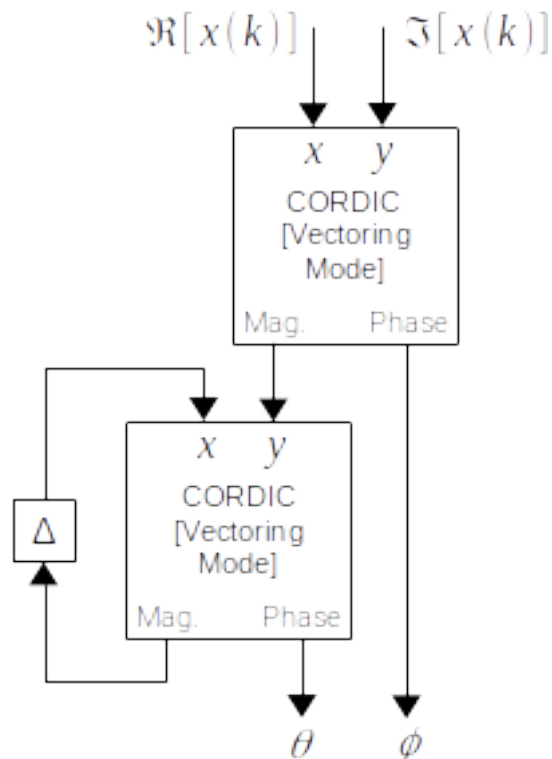 ℜ[x(k)] ℑ[x(k)]
x y
CORDIC
[Vectoring
Mode]
Mag. Phase
x y
CORDIC
[Vectoring
Mode]
Mag. Phase
Δ
θ ϕ